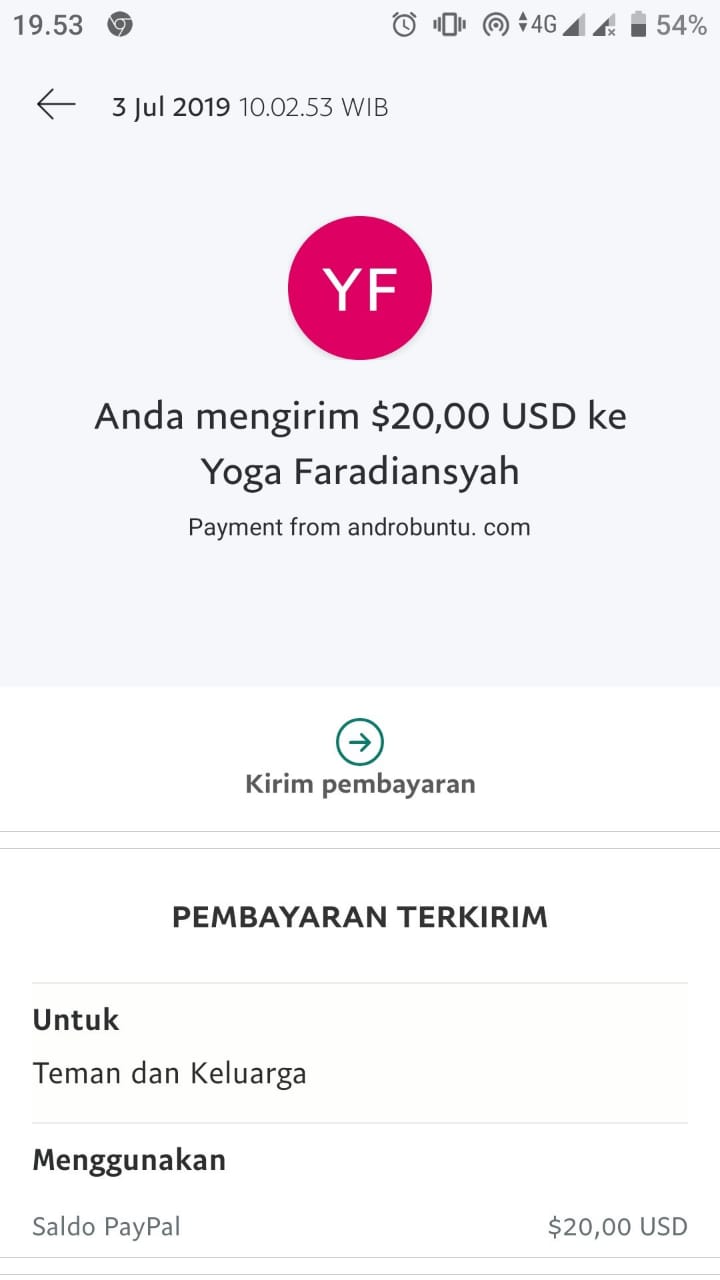 19.53 4G 54%
3 Jul 2019 10.02.53 WIB
YF
Anda mengirim $20,00 USD ke
Yoga Faradiansyah
Payment from androbuntu. com
Kirim pembayaran
PEMBAYARAN TERKIRIM
Untuk
Teman dan Keluarga
Menggunakan
Saldo PayPal $20,00 USD